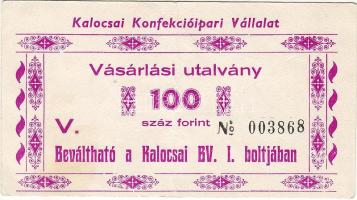 Kalocsai Konfekcióipari Vállalat
Vásárlási utalvány
100
száz forint
V.
№ 003868
Beváltható a Kalocsai BV. I. boltjában